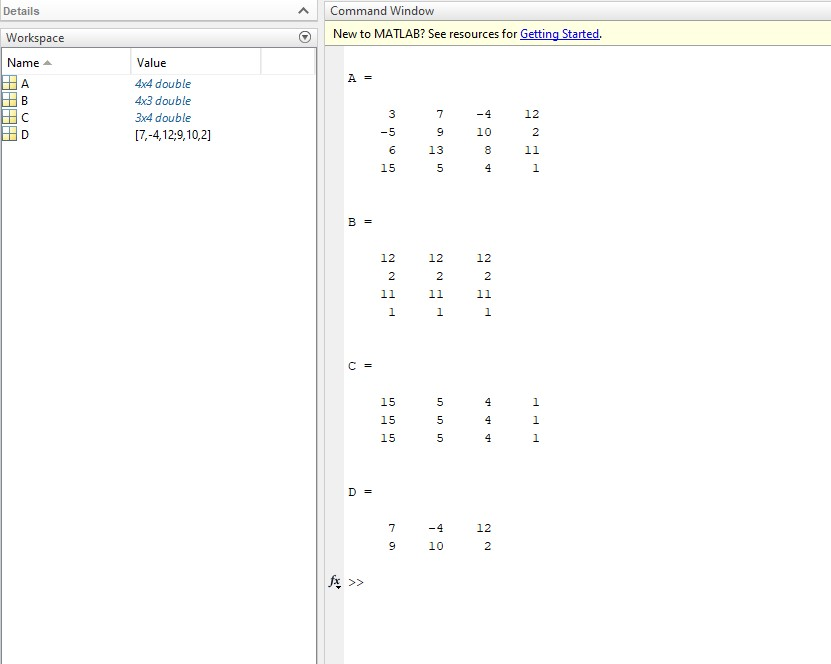 Details
Workspace
Name Value
A 4x4 double
B 4x3 double
C 3x4 double
D [7,-4,12;9,10,2]
Command Window
New to MATLAB? See resources for Getting Started.
A =
3 7 -4 12
-5 9 10 2
6 13 8 11
15 5 4 1
B =
12 12 12
2 2 2
11 11 11
1 1 1
C =
15 5 4 1
15 5 4 1
15 5 4 1
D =
7 -4 12
9 10 2
fx >>